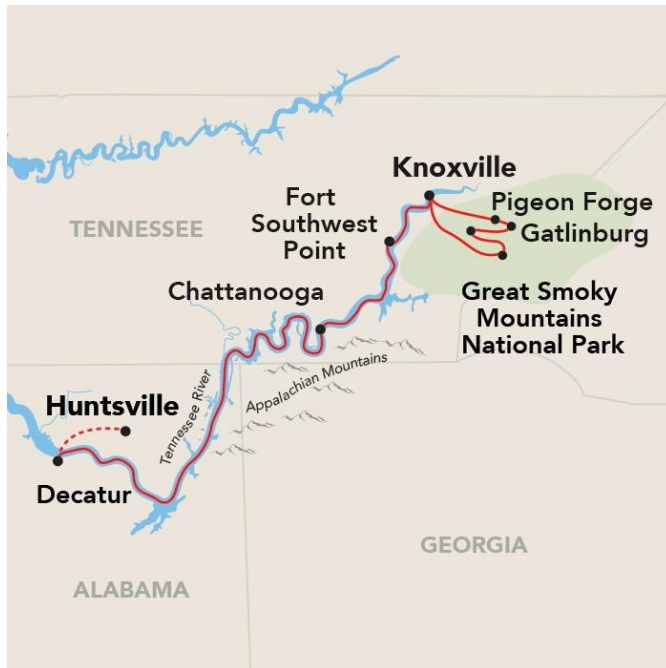 Knoxville
Fort
Southwest
Point
Pigeon Forge
Gatlinburg
TENNESSEE
Chattanooga
Great Smoky
Mountains
National Park
Appalachian Mountains
Tennessee River
Huntsville
Decatur
GEORGIA
ALABAMA